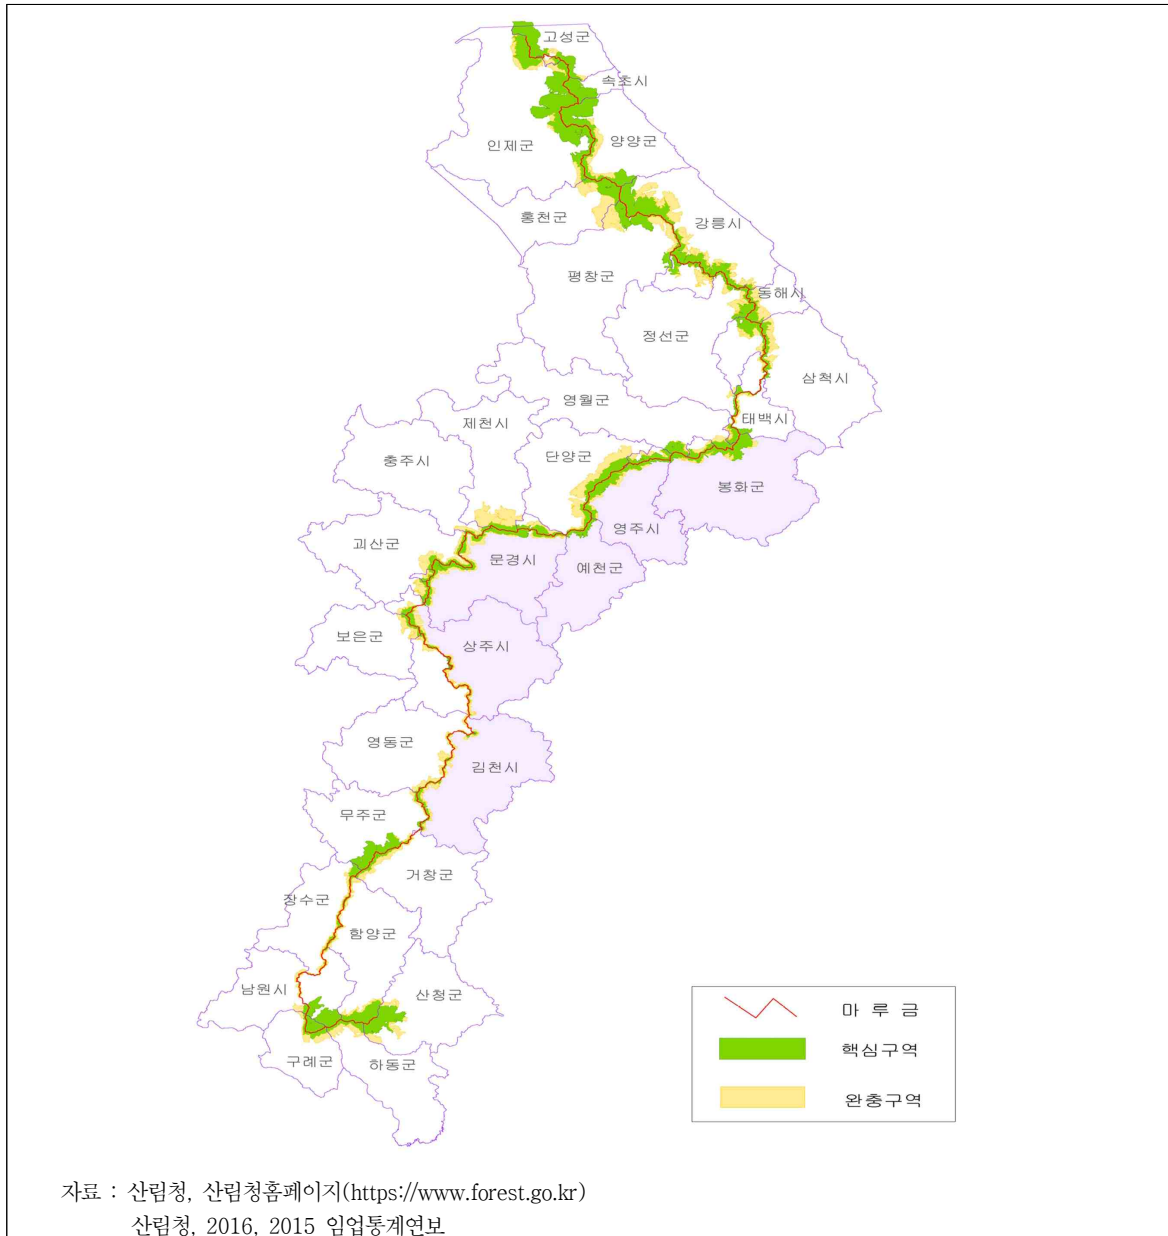 고성군
속초시
인제군
양양군
홍천군
강릉시
평창군
동해시
정선군
삼척시
영월군
제천시
태백시
충주시
단양군
봉화군
영주시
괴산군
문경시
예천군
보은군
상주시
영동군
김천시
무주군
거창군
장수군
함양군
남원시
산청군
구례군
하동군
마 루 금
핵심구역
완충구역
자료 : 산림청, 산림청홈페이지(https://www.forest.go.kr)
산림청, 2016, 2015 임업통계연보